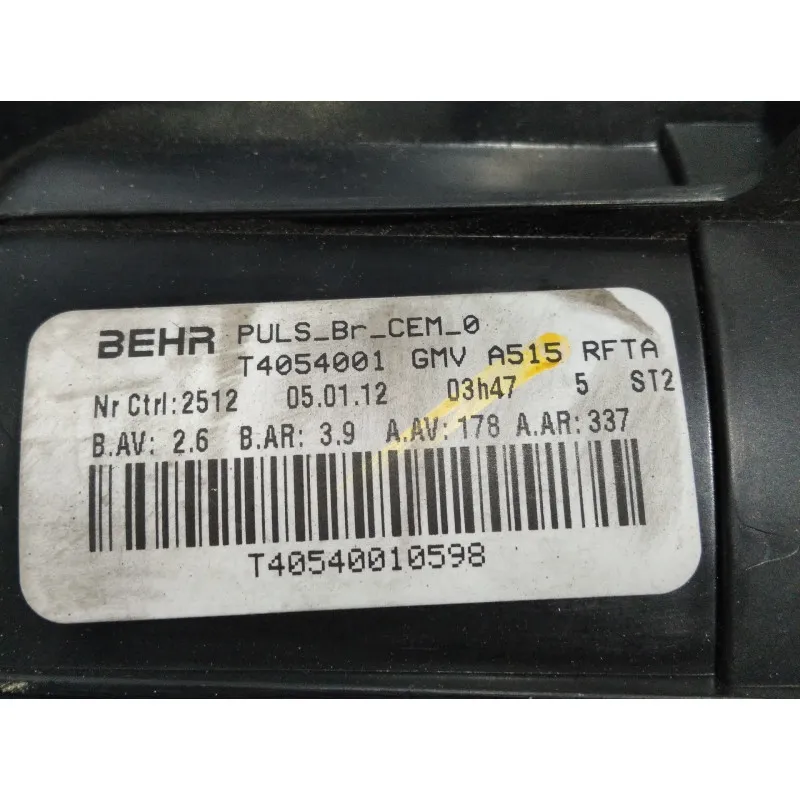 BEHR PULS_Br_CEM_0
T4054001 GMV A515 RFTA
Nr Ctrl:2512 05.01.12 03h47 5 ST2
B.AV: 2.6 B.AR: 3.9 A.AV:178 A.AR:337
T40540010598